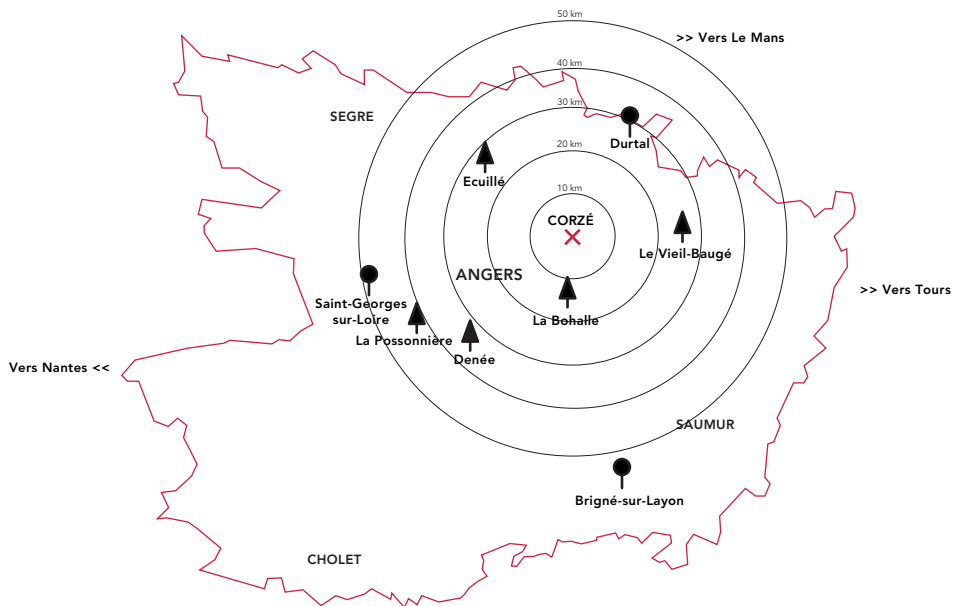 50 km
>> Vers Le Mans
40 km
30 km
SEGRE
Durtal
20 km
Ecuillé
10 km
CORZÉ
Le Vieil-Baugé
ANGERS
>> Vers Tours
Saint-Georges
sur-Loire
La Bohalle
La Possonnière
Denée
Vers Nantes <<
SAUMUR
Brigné-sur-Layon
CHOLET